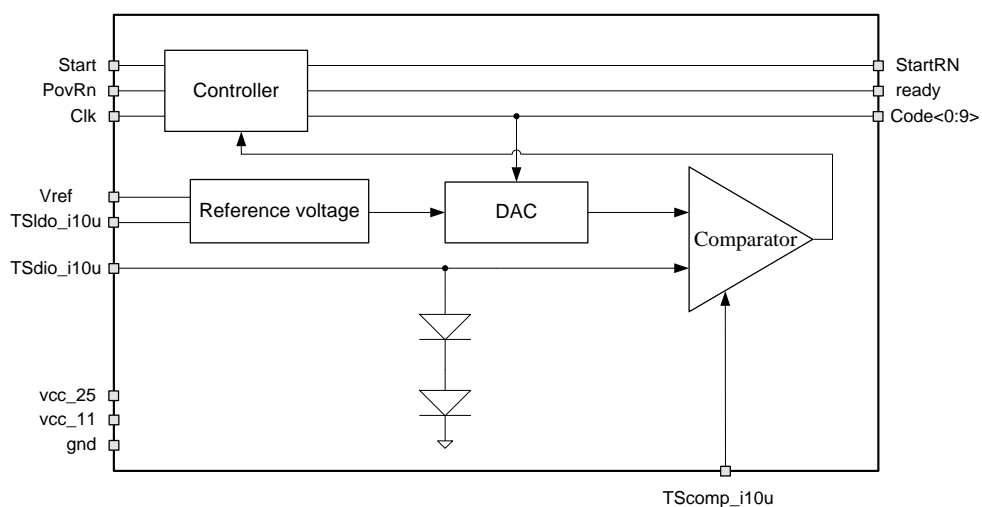 Start
PovRn
Clk
Controller
StartRN
ready
Code<0:9>
Vref
TSldo_i10u
TSdio_i10u
Reference voltage
DAC
Comparator
vcc_25
vcc_11
gnd
TScomp_i10u